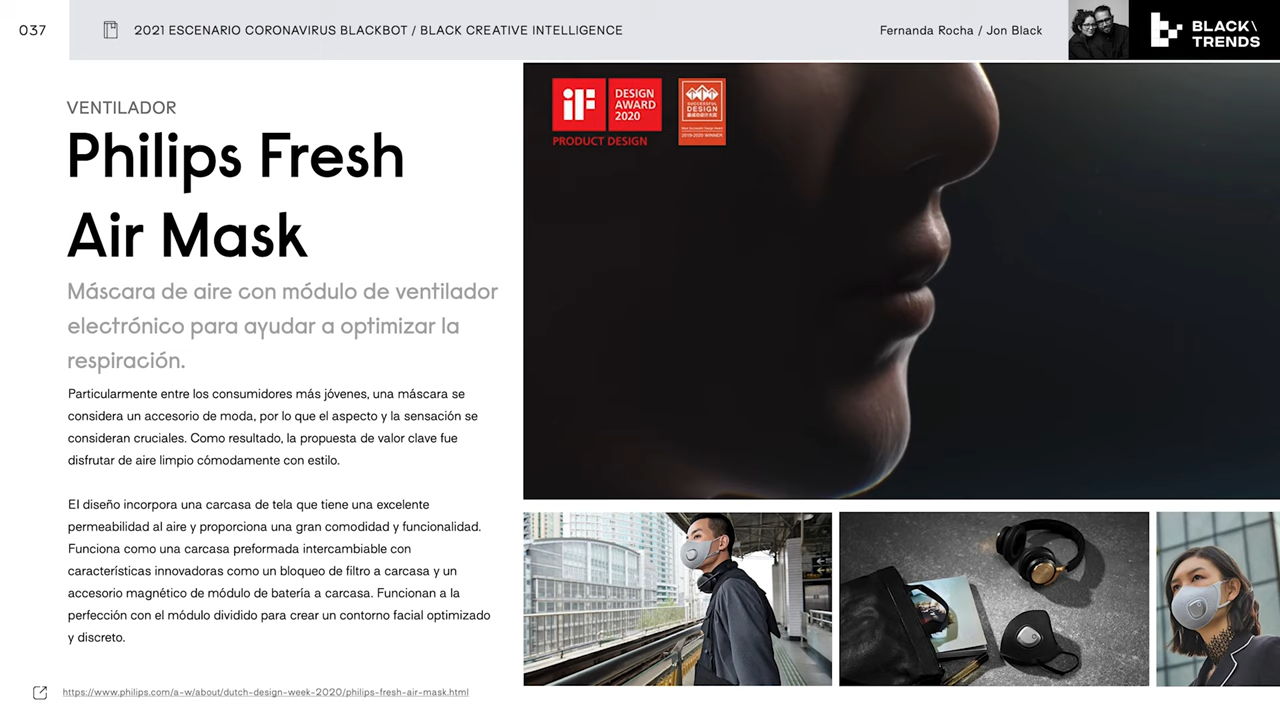 037
2021 ESCENARIO CORONAVIRUS BLACKBOT / BLACK CREATIVE INTELLIGENCE
Fernanda Rocha / Jon Black
BLACK\
TRENDS
VENTILADOR
Philips Fresh
Air Mask
Máscara de aire con módulo de ventilador
electrónico para ayudar a optimizar la
respiración.
Particularmente entre los consumidores más jóvenes, una máscara se
considera un accesorio de moda, por lo que el aspecto y la sensación se
consideran cruciales. Como resultado, la propuesta de valor clave fue
disfrutar de aire limpio cómodamente con estilo.
El diseño incorpora una carcasa de tela que tiene una excelente
permeabilidad al aire y proporciona una gran comodidad y funcionalidad.
Funciona como una carcasa preformada intercambiable con
características innovadoras como un bloqueo de filtro a carcasa y un
accesorio magnético de módulo de batería a carcasa. Funcionan a la
perfección con el módulo dividido para crear un contorno facial optimizado
y discreto.
https://www.philips.com/a-w/about/dutch-design-week-2020/philips-fresh-air-mask.html
iF
DESIGN
AWARD
2020
PRODUCT DESIGN
SUCCESSFUL
DESIGN
2019-2020 WINNER